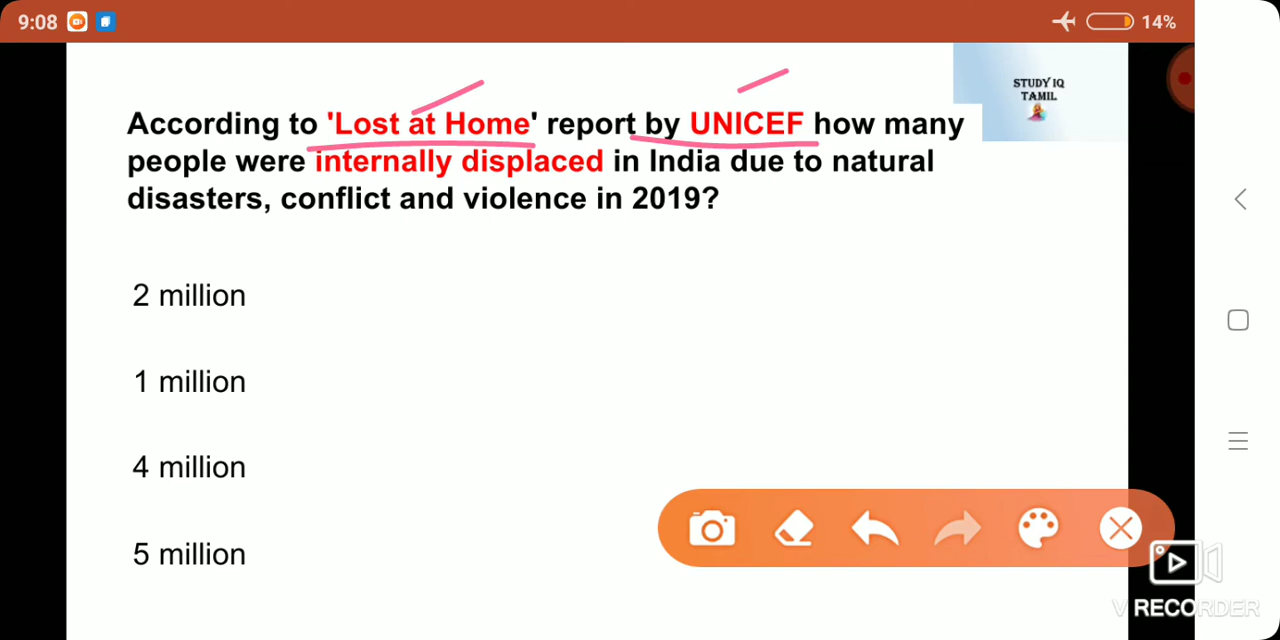 9:08
14%
STUDY IQ
TAMIL
According to 'Lost at Home' report by UNICEF how many
people were internally displaced in India due to natural
disasters, conflict and violence in 2019?
2 million
1 million
4 million
5 million
V RECORDER